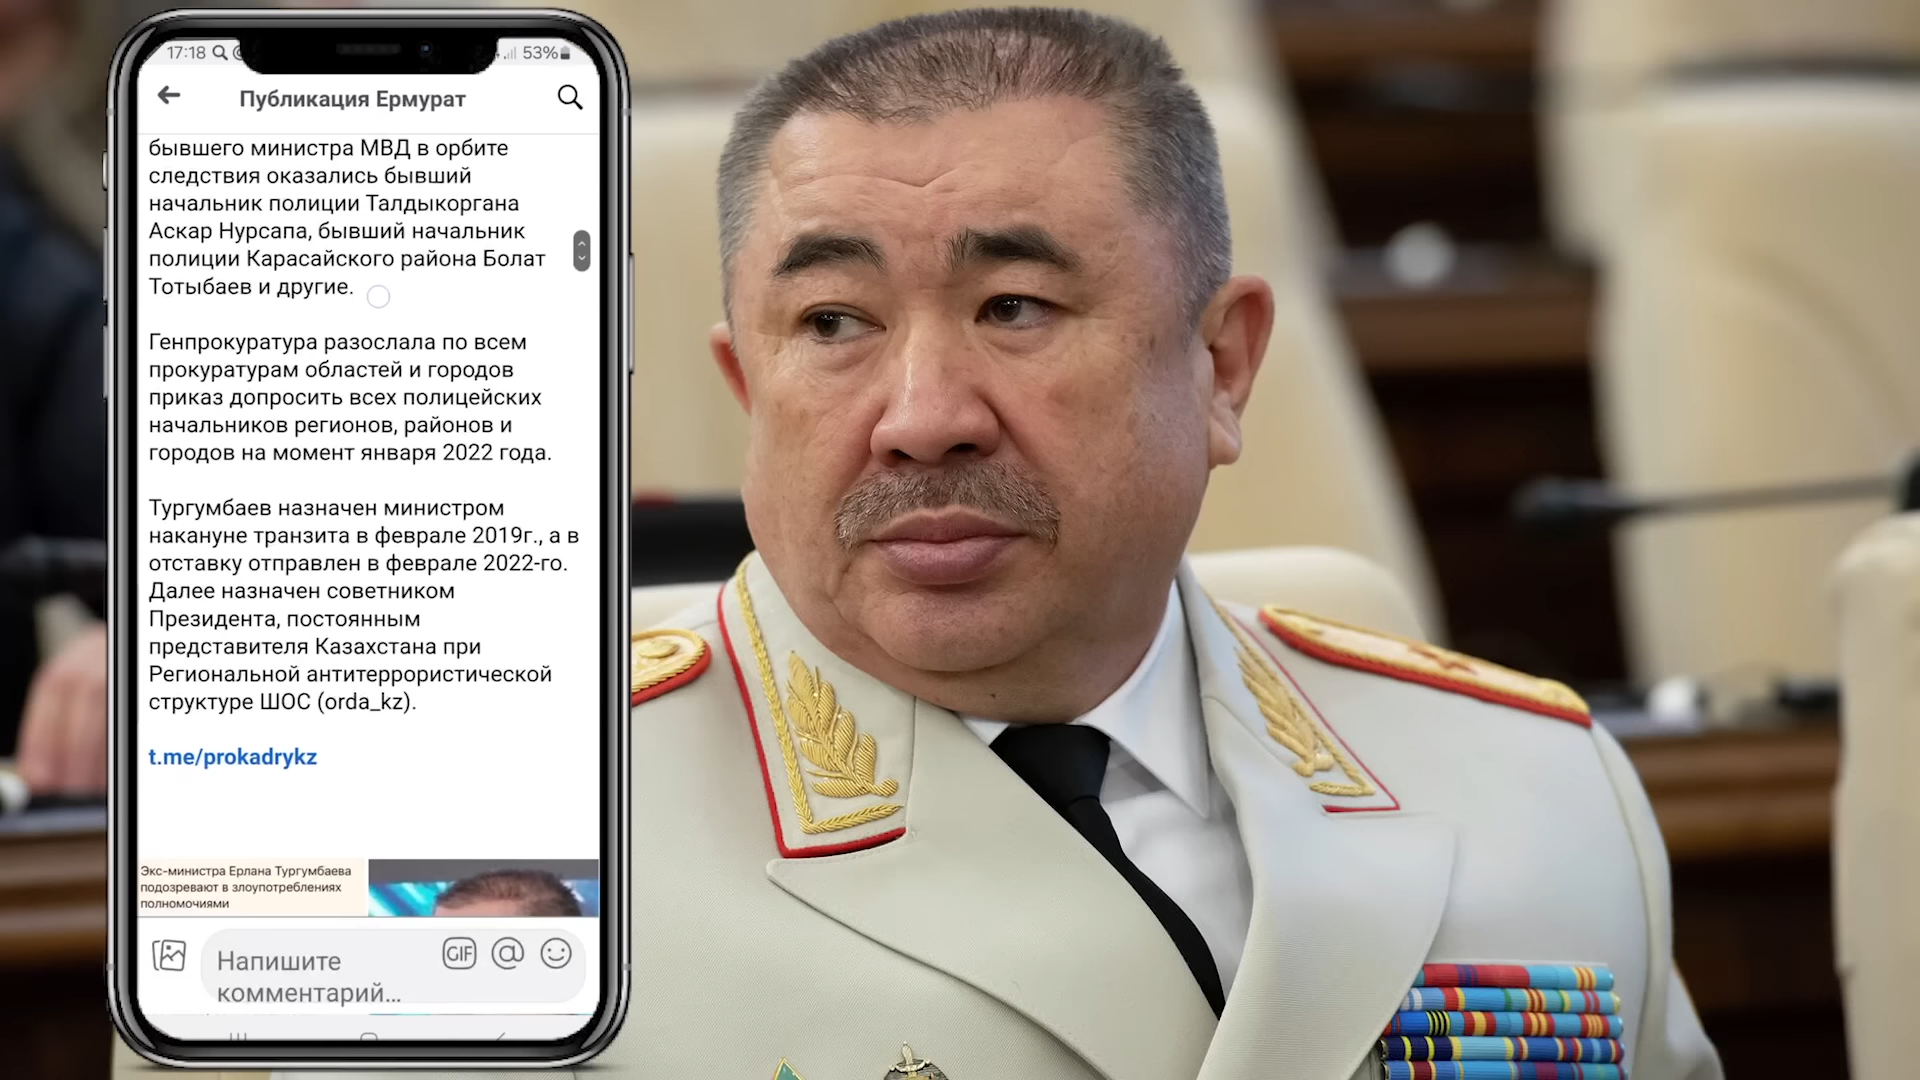 17:18
53%
Публикация Ермурат
бывшего министра МВД в орбите
следствия оказались бывший
начальник полиции Талдыкоргана
Аскар Нурсапа, бывший начальник
полиции Карасайского района Болат
Тотыбаев и другие.
Генпрокуратура разослала по всем
прокуратурам областей и городов
приказ допросить всех полицейских
начальников регионов, районов и
городов на момент января 2022 года.
Тургумбаев назначен министром
накануне транзита в феврале 2019г., а в
отставку отправлен в феврале 2022-го.
Далее назначен советником
Президента, постоянным
представителя Казахстана при
Региональной антитеррористической
структуре ШОС (orda_kz).
t.me/prokadrykz
Экс-министра Ерлана Тургумбаева
подозревают в злоупотреблениях
полномочиями
Напишите
комментарий...
GIF